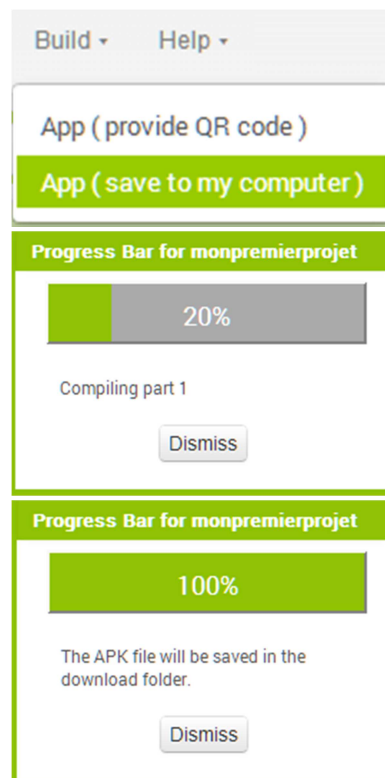 Build Help
App ( provide QR code )
App ( save to my computer )
Progress Bar for monpremierprojet
20%
Compiling part 1
Dismiss
Progress Bar for monpremierprojet
100%
The APK file will be saved in the
download folder.
Dismiss